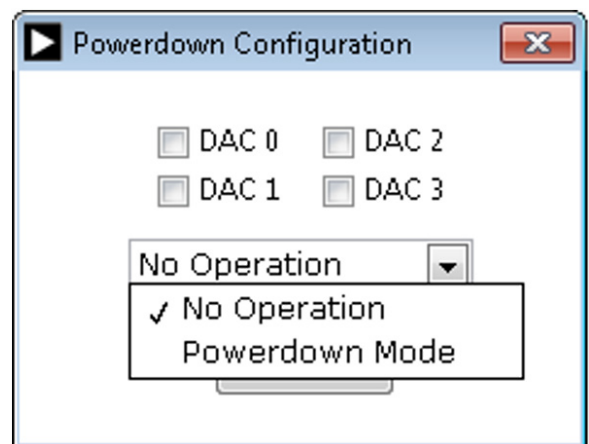 Powerdown Configuration
DAC 0 DAC 2
DAC 1 DAC 3
No Operation
No Operation
Powerdown Mode